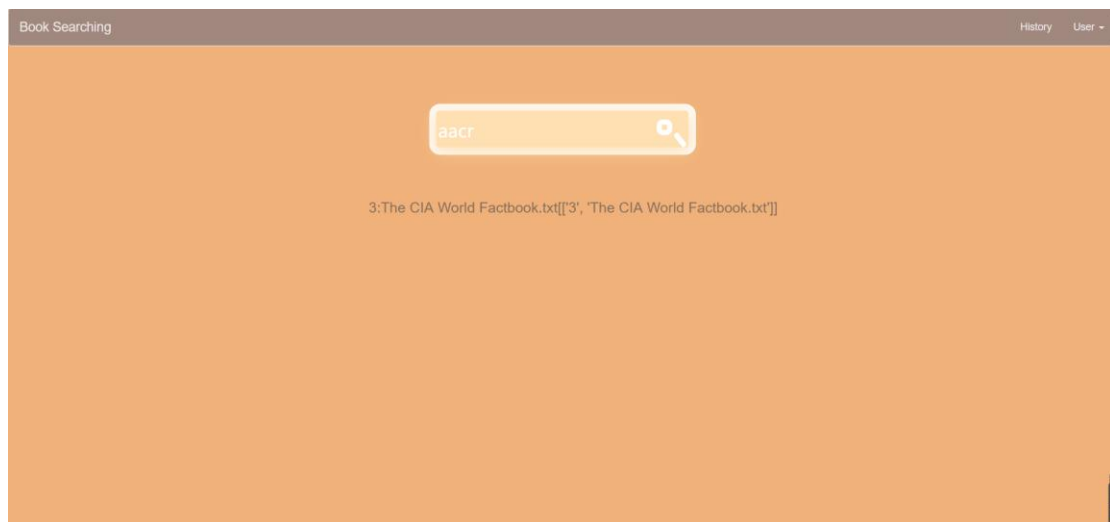 Book Searching
History
User
aacr
3:The CIA World Factbook.txt[['3', 'The CIA World Factbook.txt']]